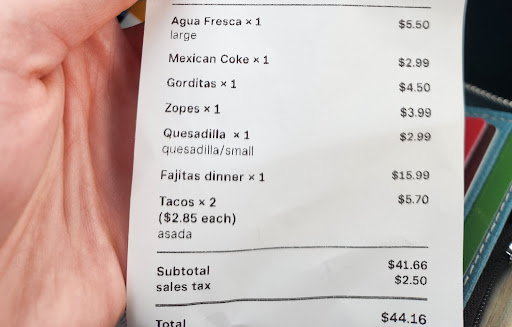 Agua Fresca × 1 $5.50
large
Mexican Coke × 1 $2.99
Gorditas × 1 $4.50
Zopes × 1 $3.99
Quesadilla × 1 $2.99
quesadilla/small
Fajitas dinner × 1 $15.99
Tacos × 2 $5.70
($2.85 each)
asada
Subtotal $41.66
sales tax $2.50
Total $44.16